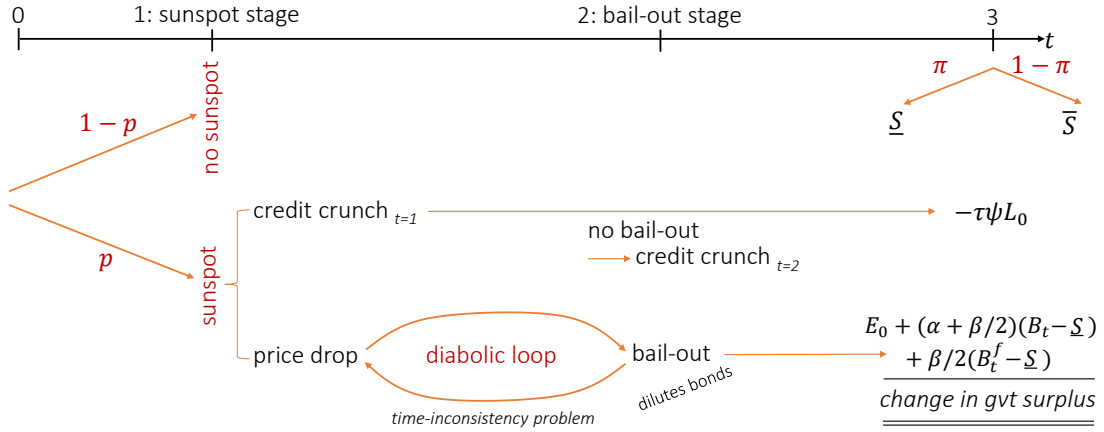 0
1: sunspot stage
2: bail-out stage
3
t
π
1 − π
S̲
S̅
1 − p
no sunspot
p
sunspot
credit crunch t=1
−τψL₀
no bail-out
credit crunch t=2
price drop
diabolic loop
bail-out
dilutes bonds
time-inconsistency problem
E₀ + (α + β/2)(Bₜ− S̲)
+ β/2(Bₜᶠ− S̲)
change in gvt surplus